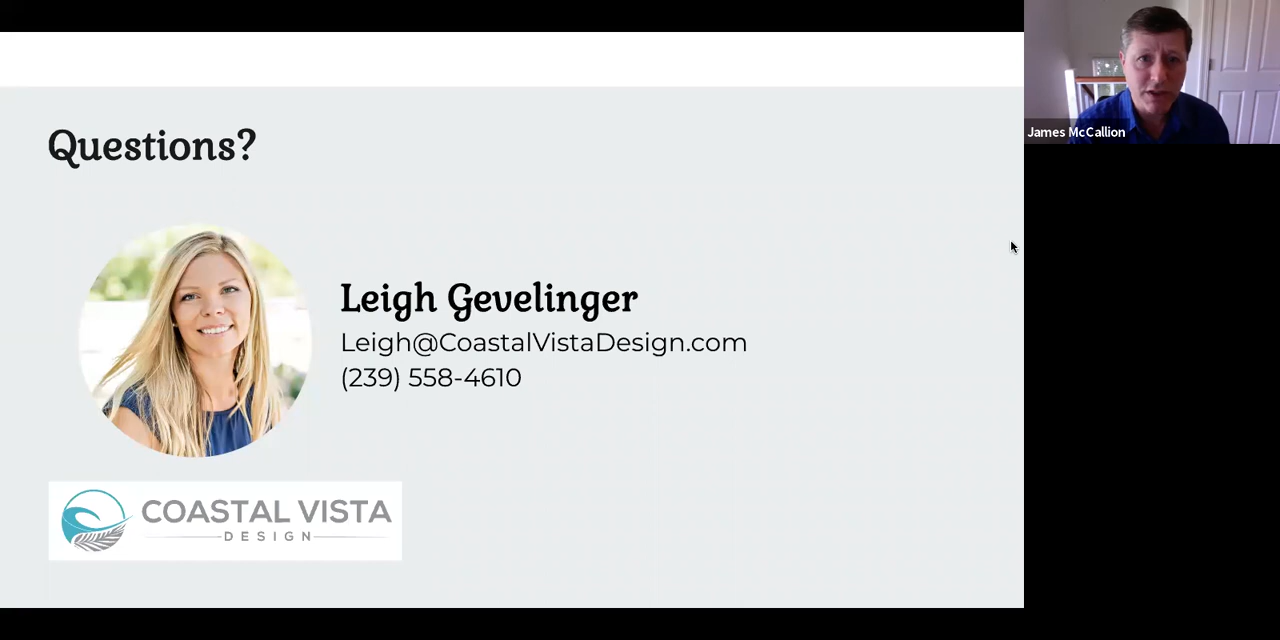 Questions?
Leigh Gevelinger
Leigh@CoastalVistaDesign.com
(239) 558-4610
COASTAL VISTA
DESIGN
James McCallion